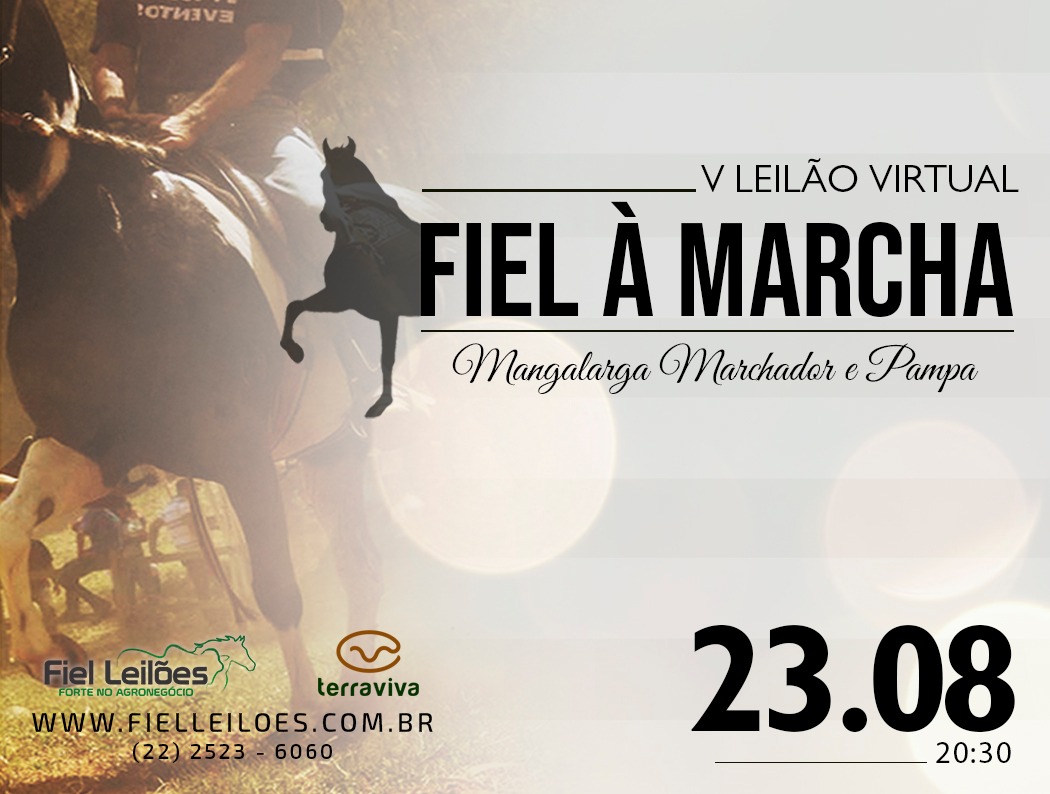 EVENTOS
V LEILÃO VIRTUAL
FIEL À MARCHA
Mangalarga Marchador e Pampa
Fiel Leilões
FORTE NO AGRONEGÓCIO
terraviva
WWW.FIELLEILOES.COM.BR
(22) 2523 - 6060
23.08
20:30